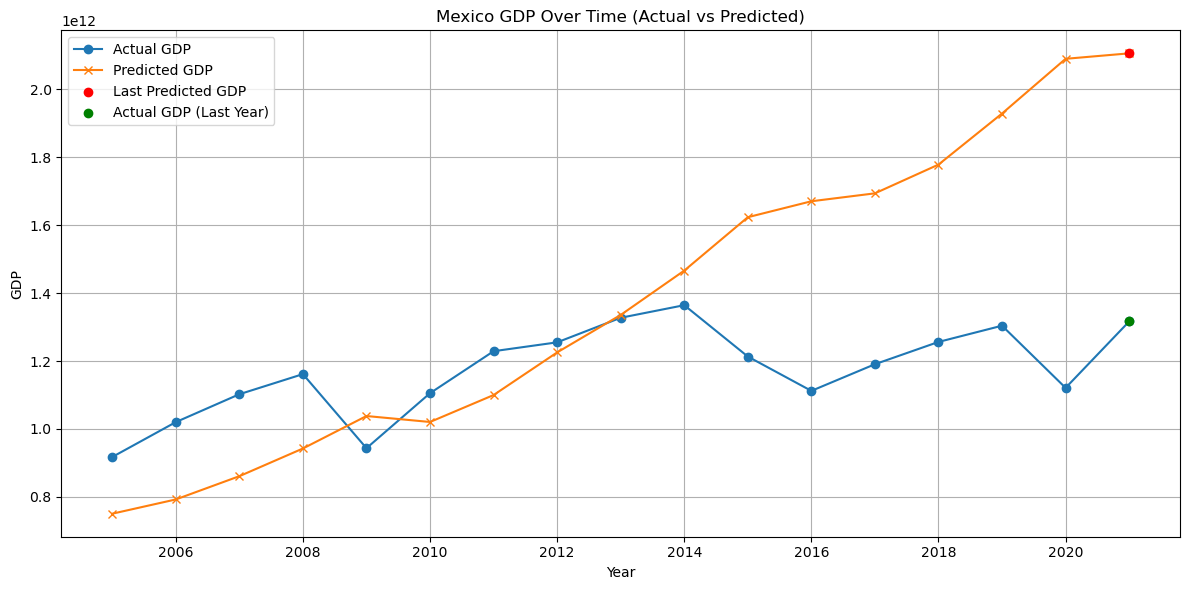 Mexico GDP Over Time (Actual vs Predicted)
1e12
Actual GDP
Predicted GDP
Last Predicted GDP
Actual GDP (Last Year)
2.0
1.8
1.6
1.4
1.2
1.0
0.8
GDP
2006 2008 2010 2012 2014 2016 2018 2020
Year